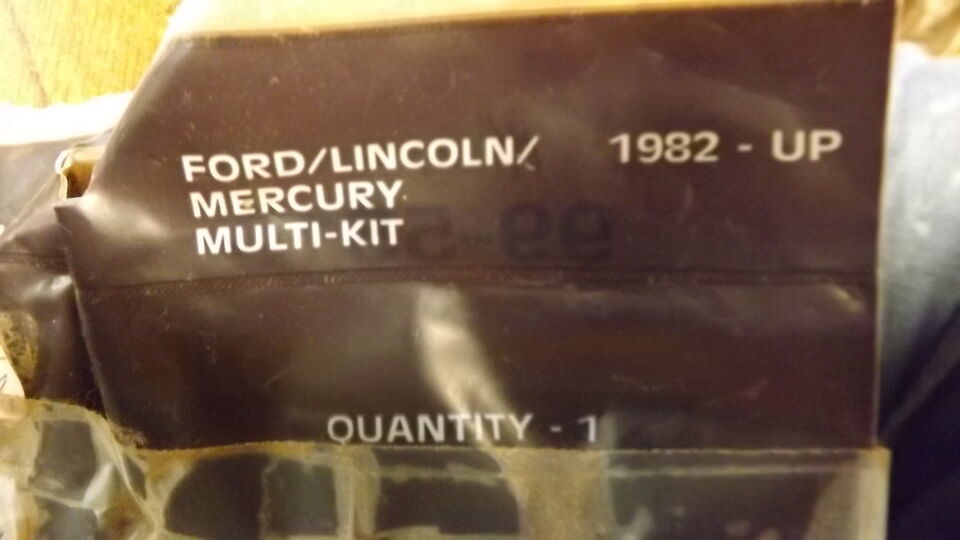 FORD/LINCOLN/ 1982 - UP
MERCURY
MULTI-KIT
QUANTITY - 1